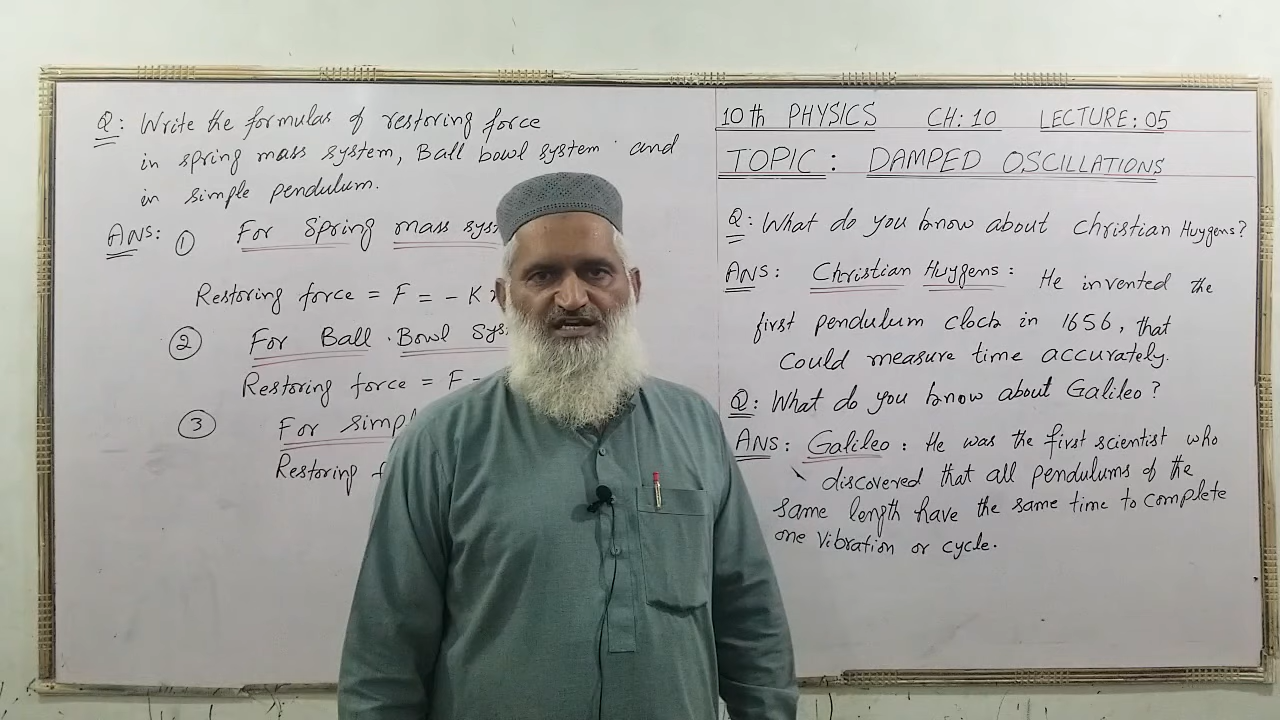 Q: Write the formulas of restoring force
in spring mass system, Ball bowl system and
in simple pendulum.
Ans: ① For Spring mass
Restoring force = F = - K
② For Ball Bowl
Restoring force = F
③ For
Restoring
10th PHYSICS CH: 10 LECTURE: 05
TOPIC: DAMPED OSCILLATIONS
Q: What do you know about Christian Huygens?
Ans: Christian Huygens: He invented the
first pendulum clock in 1656, that
could measure time accurately.
Q: What do you know about Galileo?
Ans: Galileo: He was the first scientist who
discovered that all pendulums of the
same length have the same time to complete
one vibration or cycle.